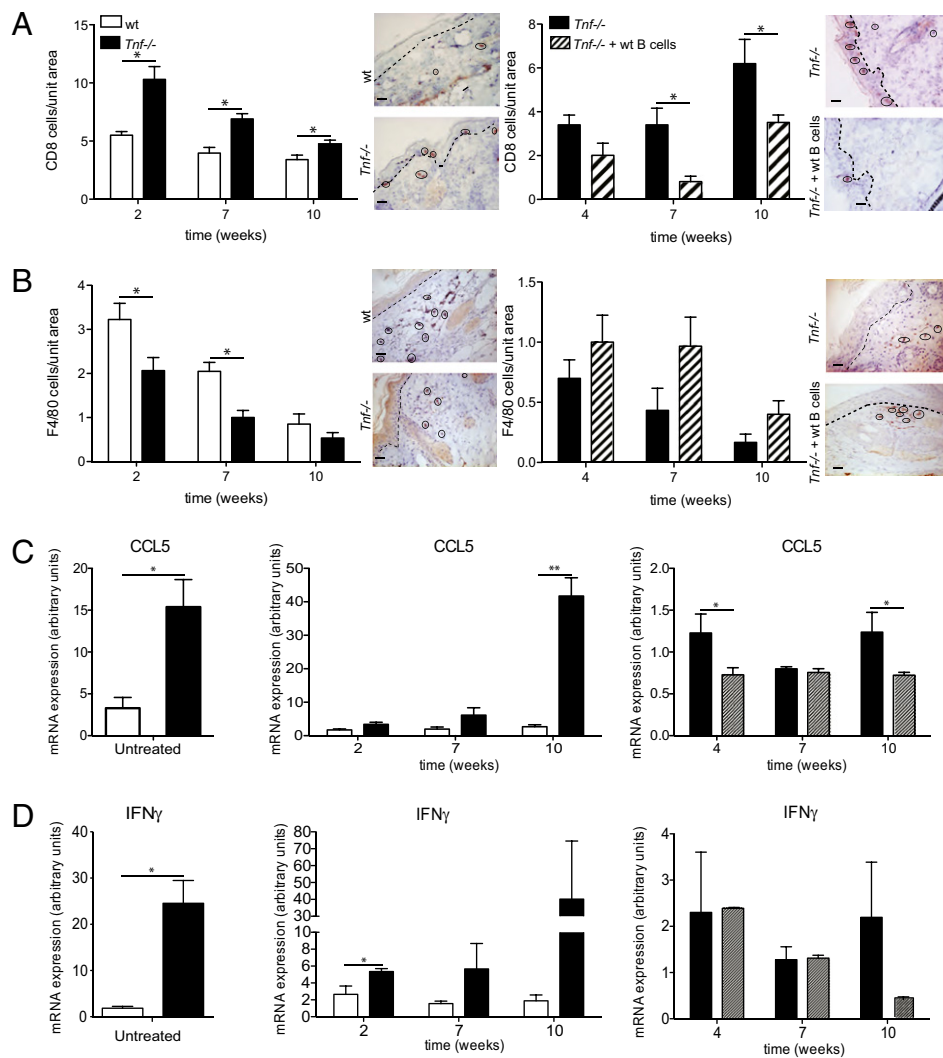 A
wt
Tnf-/-
CD8 cells/unit area
15
10
5
0
*
*
*
2
7
10
time (weeks)
wt
Tnf-/-
Tnf-/-
Tnf-/- + wt B cells
CD8 cells/unit area
8
6
4
2
0
*
*
4
7
10
time (weeks)
Tnf-/-
Tnf-/- + wt B cells
B
F4/80 cells/unit area
4
3
2
1
0
*
*
2
7
10
time (weeks)
wt
Tnf-/-
F4/80 cells/unit area
1.5
1.0
0.5
0.0
4
7
10
time (weeks)
Tnf-/-
Tnf-/- + wt B cells
C
CCL5
mRNA expression (arbitrary units)
20
15
10
5
0
*
Untreated
CCL5
mRNA expression (arbitrary units)
50
40
30
20
10
0
**
2
7
10
time (weeks)
CCL5
mRNA expression (arbitrary units)
2.0
1.5
1.0
0.5
0.0
*
*
4
7
10
time (weeks)
D
IFNγ
mRNA expression (arbitrary units)
40
30
20
10
0
*
Untreated
IFNγ
mRNA expression (arbitrary units)
80
70
60
50
40
30
10
8
6
4
2
0
*
2
7
10
time (weeks)
IFNγ
mRNA expression (arbitrary units)
4
3
2
1
0
4
7
10
time (weeks)